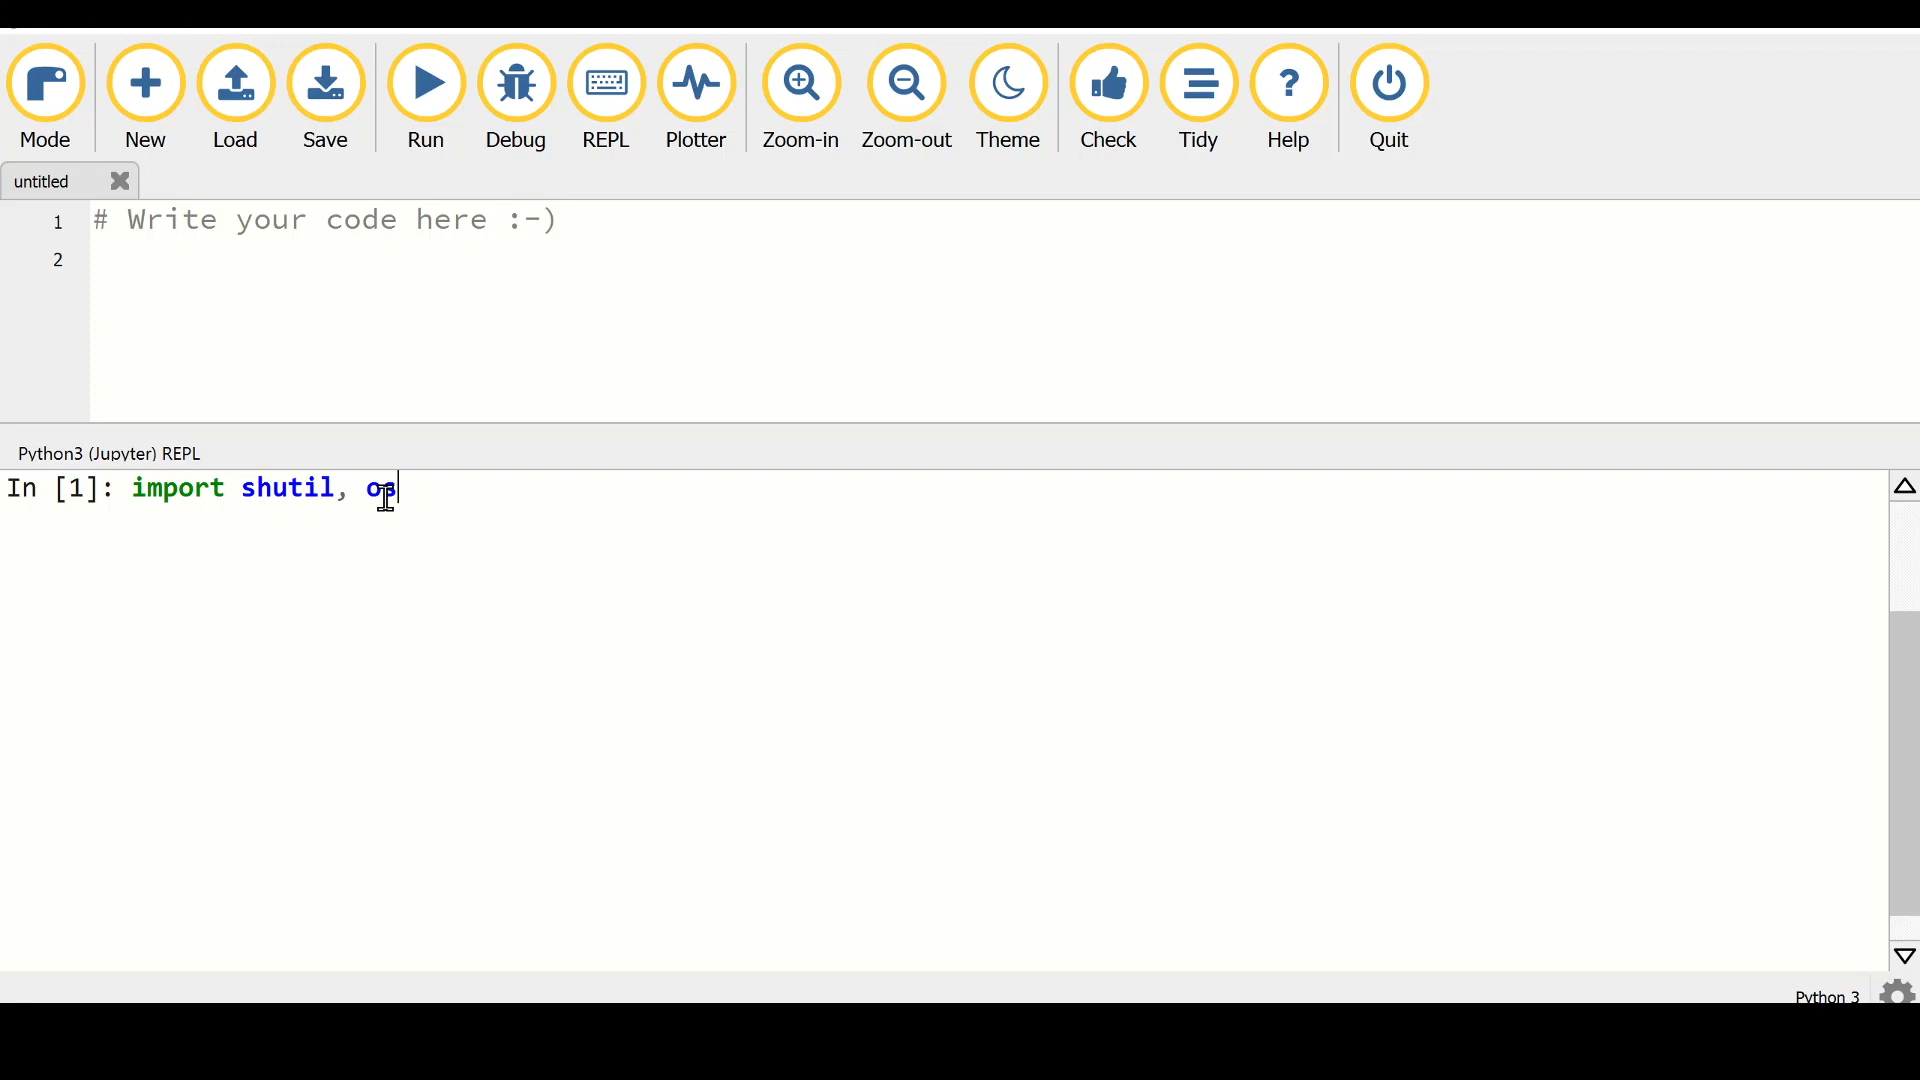 Mode New Load Save Run Debug REPL Plotter Zoom-in Zoom-out Theme Check Tidy Help Quit
untitled
1 # Write your code here :-)
2
Python3 (Jupyter) REPL
In [1]: import shutil, os
Python 3